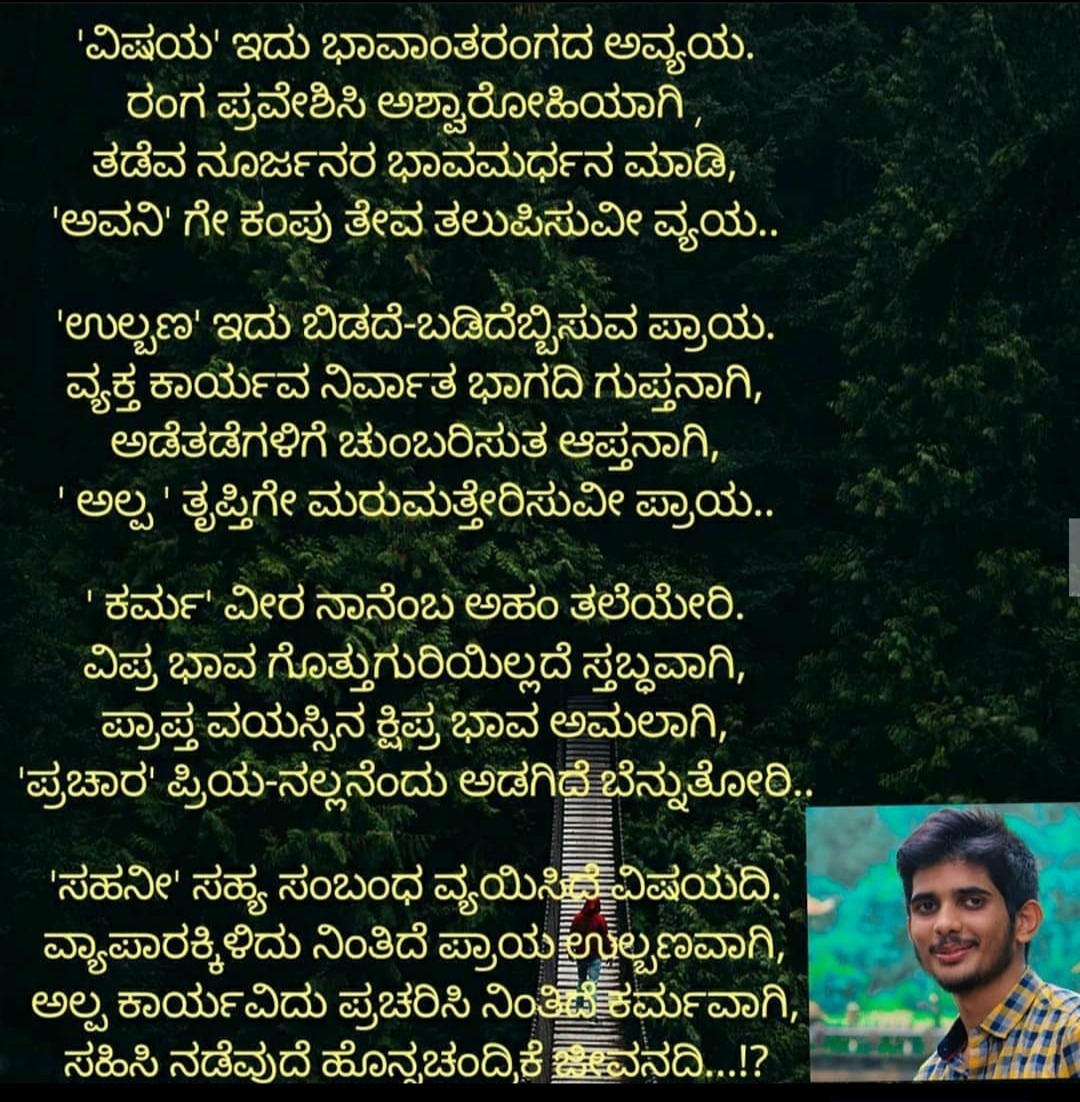 'ವಿಷಯ' ಇದು ಭಾವಾಂತರಂಗದ ಅವ್ಯಯ.
ರಂಗ ಪ್ರವೇಶಿಸಿ ಅಶ್ವಾರೋಹಿಯಾಗಿ,
ತಡೆವ ನೂರ್ಜನರ ಭಾವಮರ್ಧನ ಮಾಡಿ,
'ಅವನಿ' ಗೇ ಕಂಪು ತೇವ ತಲುಪಿಸುವೀ ವ್ಯಯ..
'ಉಲ್ಬಣ' ಇದು ಬಿಡದೆ-ಬಡಿದೆಬ್ಬಿಸುವ ಪ್ರಾಯ.
ವ್ಯಕ್ತ ಕಾರ್ಯವ ನಿರ್ವಾತ ಭಾಗದಿ ಗುಪ್ತನಾಗಿ,
ಅಡೆತಡೆಗಳಿಗೆ ಚುಂಬರಿಸುತ ಆಪ್ತನಾಗಿ,
' ಅಲ್ಪ ' ತೃಪ್ತಿಗೇ ಮರುಮತ್ತೇರಿಸುವೀ ಪ್ರಾಯ..
' ಕರ್ಮ' ವೀರ ನಾನೆಂಬ ಅಹಂ ತಲೆಯೇರಿ.
ವಿಪ್ರ ಭಾವ ಗೊತ್ತುಗುರಿಯಿಲ್ಲದೆ ಸ್ತಬ್ಧವಾಗಿ,
ಪ್ರಾಪ್ತ ವಯಸ್ಸಿನ ಕ್ಷಿಪ್ರ ಭಾವ ಅಮಲಾಗಿ,
'ಪ್ರಚಾರ' ಪ್ರಿಯ-ನಲ್ಲನೆಂದು ಅಡಗಿದೆ ಬೆನ್ನುತೋರಿ..
'ಸಹನೀ' ಸಹ್ಯ ಸಂಬಂಧ ವ್ಯಯಿಸಿದೆ ವಿಷಯದಿ.
ವ್ಯಾಪಾರಕ್ಕಿಳಿದು ನಿಂತಿದೆ ಪ್ರಾಯ ಉಲ್ಬಣವಾಗಿ,
ಅಲ್ಪ ಕಾರ್ಯವಿದು ಪ್ರಚರಿಸಿ ನಿಂತಿದೆ ಕರ್ಮವಾಗಿ,
ಸಹಿಸಿ ನಡೆವುದೆ ಹೊನ್ನಚಂದ್ರಿಕೆ ಜೀವನದಿ...!?